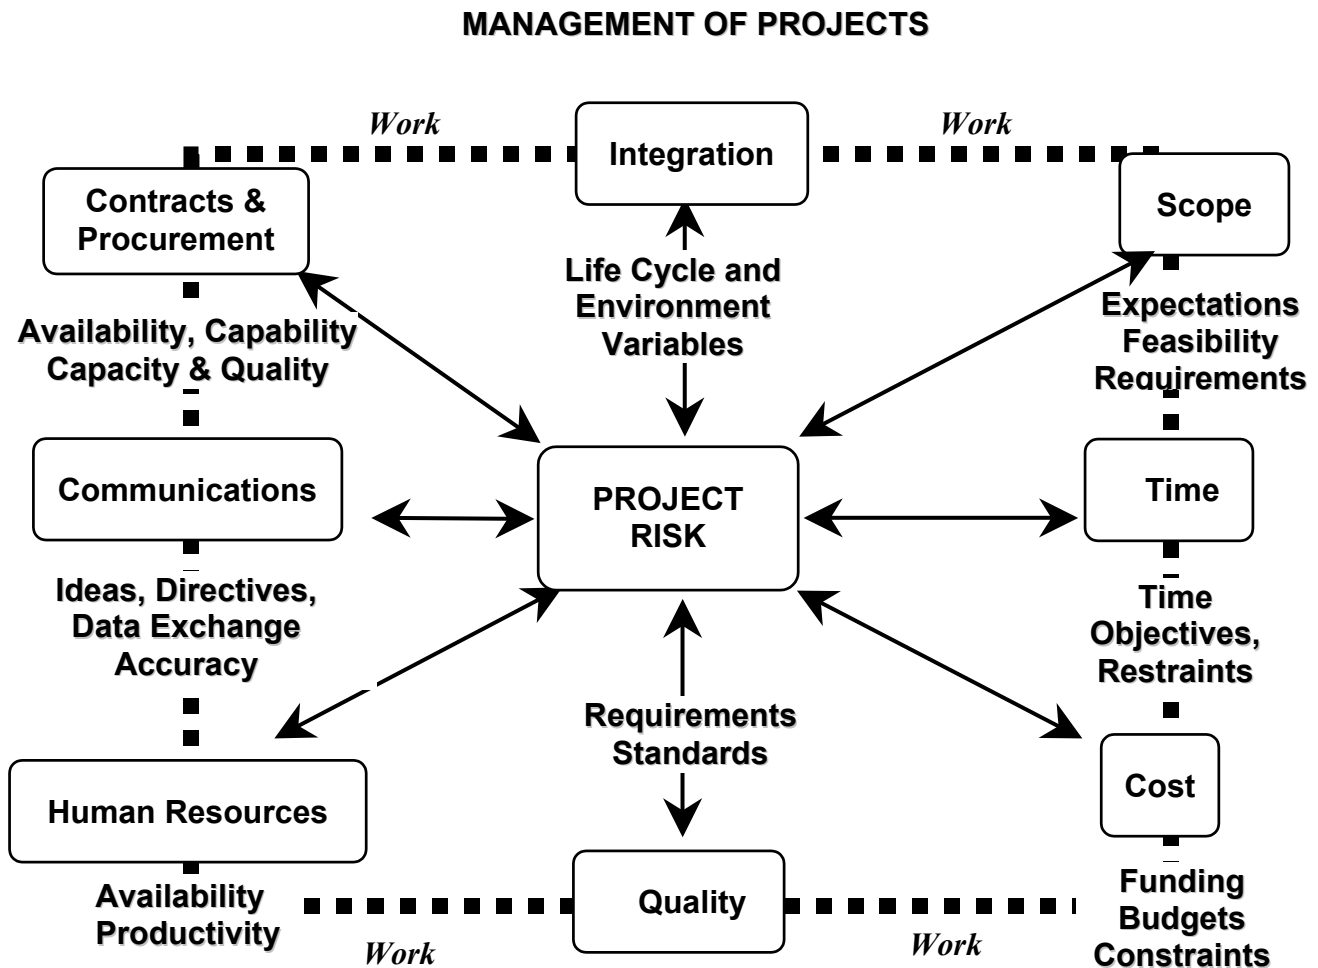 MANAGEMENT OF PROJECTS
Work
Work
Integration
Contracts &
Procurement
Scope
Life Cycle and
Environment
Variables
Expectations
Feasibility
Requirements
Availability, Capability
Capacity & Quality
Communications
PROJECT
RISK
Time
Ideas, Directives,
Data Exchange
Accuracy
Time
Objectives,
Restraints
Requirements
Standards
Human Resources
Cost
Availability
Productivity
Quality
Funding
Budgets
Constraints
Work
Work